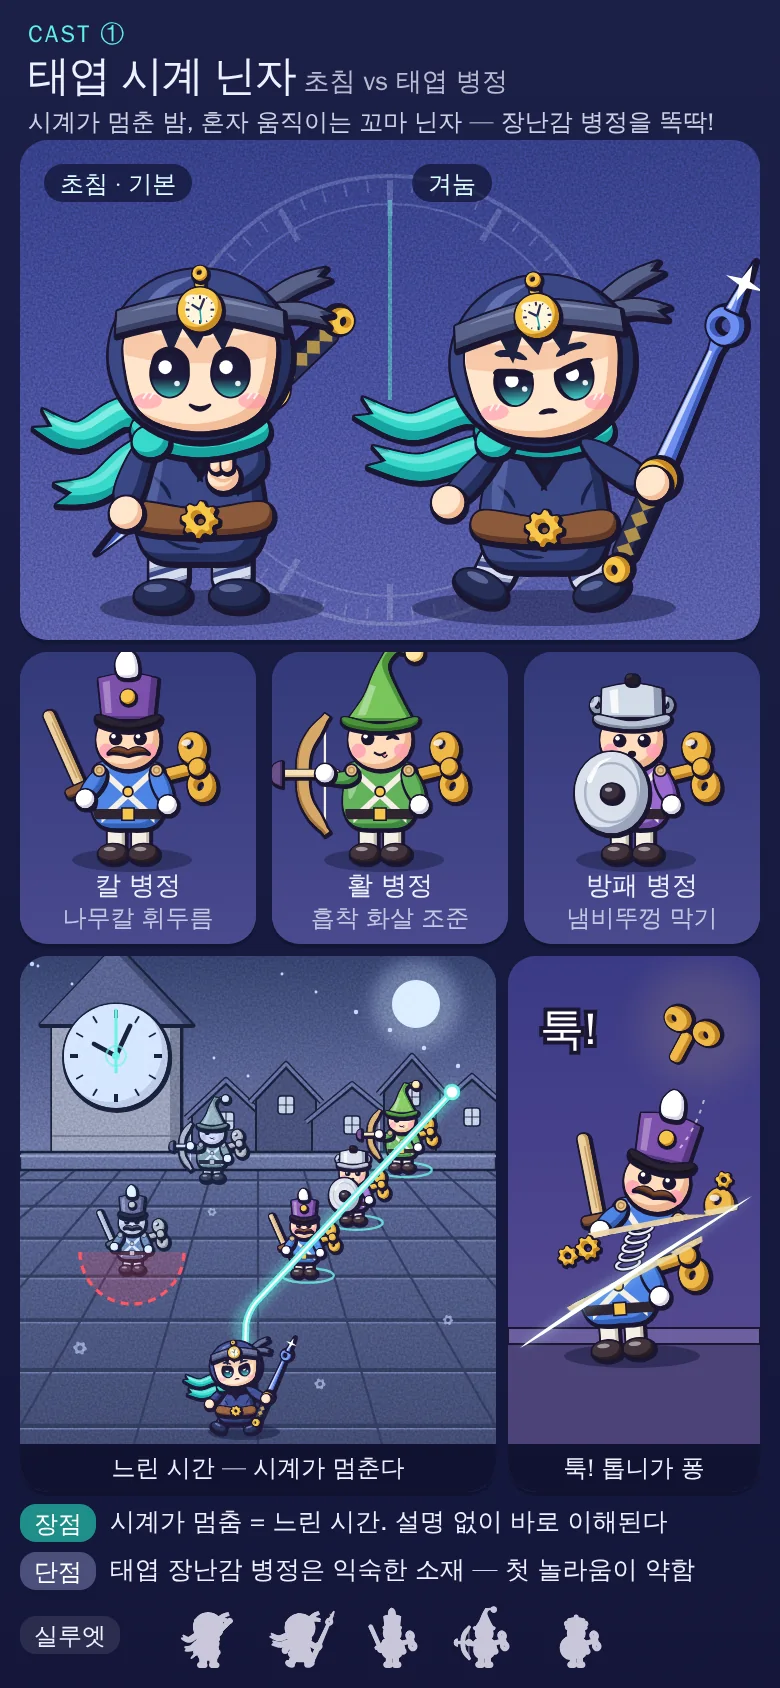 CAST ①
태엽 시계 닌자 초침 vs 태엽 병정
시계가 멈춘 밤, 혼자 움직이는 꼬마 닌자 — 장난감 병정을 똑딱!
초침 · 기본
겨눔
칼 병정
나무칼 휘두름
활 병정
흡착 화살 조준
방패 병정
냄비뚜껑 막기
툭!
느린 시간 — 시계가 멈춘다
툭! 톱니가 퐁
장점 시계가 멈춤 = 느린 시간. 설명 없이 바로 이해된다
단점 태엽 장난감 병정은 익숙한 소재 — 첫 놀라움이 약함
실루엣